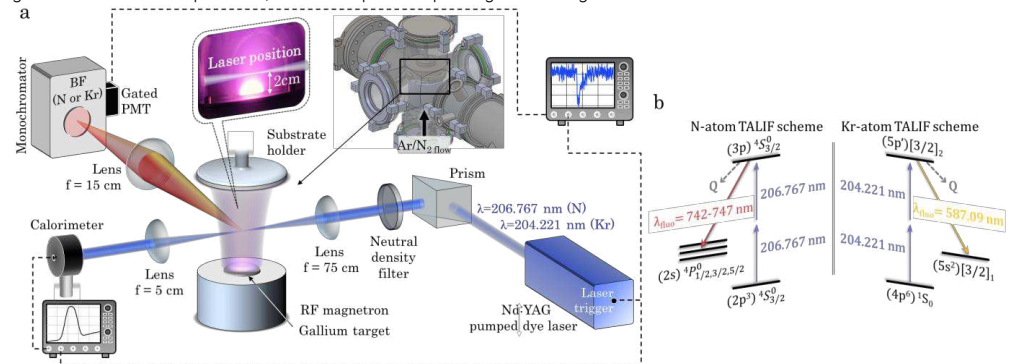 a
Laser position
2cm
Monochromator
BF
(N or Kr)
Gated
PMT
Lens
f = 15 cm
Substrate
holder
Ar/N2 flow
Calorimeter
Lens
f = 5 cm
Lens
f = 75 cm
Neutral
density
filter
Prism
λ=206.767 nm (N)
λ=204.221 nm (Kr)
Laser
trigger
RF magnetron
Gallium target
Nd-YAG
pumped dye laser
b
N-atom TALIF scheme
(3p) ⁴S⁰3/2
Q
206.767 nm
λfluo= 742-747 nm
206.767 nm
(2s) ⁴P⁰1/2,3/2,5/2
(2p³) ⁴S⁰3/2
Kr-atom TALIF scheme
(5p')[3/2]₂
Q
204.221 nm
λfluo= 587.09 nm
204.221 nm
(5s²)[3/2]₁
(4p⁶) ¹S₀